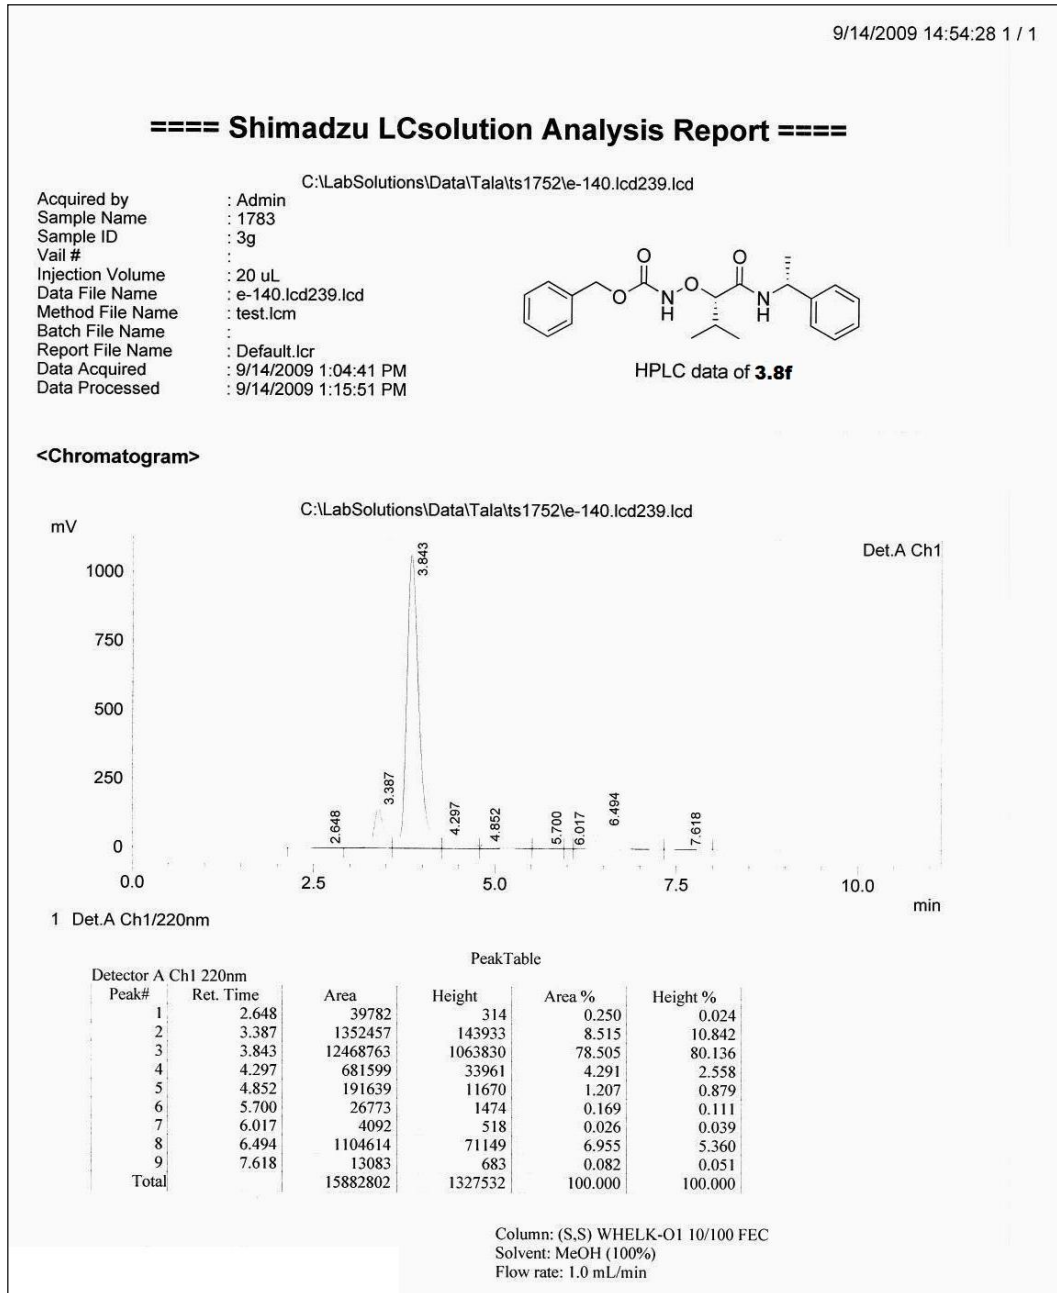 9/14/2009 14:54:28 1 / 1
==== Shimadzu LCsolution Analysis Report ====
C:\LabSolutions\Data\Tala\ts1752\e-140.lcd239.lcd
Acquired by : Admin
Sample Name : 1783
Sample ID : 3g
Vail # :
Injection Volume : 20 uL
Data File Name : e-140.lcd239.lcd
Method File Name : test.lcm
Batch File Name :
Report File Name : Default.lcr
Data Acquired : 9/14/2009 1:04:41 PM
Data Processed : 9/14/2009 1:15:51 PM
O O
O N H O N H
HPLC data of 3.8f
<Chromatogram>
C:\LabSolutions\Data\Tala\ts1752\e-140.lcd239.lcd
mV
Det.A Ch1
1000
750
500
250
0
2.648
3.387
3.843
4.297
4.852
5.700
6.017
6.494
7.618
0.0 2.5 5.0 7.5 10.0
min
1 Det.A Ch1/220nm
PeakTable
Detector A Ch1 220nm
Peak# Ret. Time Area Height Area % Height %
1 2.648 39782 314 0.250 0.024
2 3.387 1352457 143933 8.515 10.842
3 3.843 12468763 1063830 78.505 80.136
4 4.297 681599 33961 4.291 2.558
5 4.852 191639 11670 1.207 0.879
6 5.700 26773 1474 0.169 0.111
7 6.017 4092 518 0.026 0.039
8 6.494 1104614 71149 6.955 5.360
9 7.618 13083 683 0.082 0.051
Total 15882802 1327532 100.000 100.000
Column: (S,S) WHELK-O1 10/100 FEC
Solvent: MeOH (100%)
Flow rate: 1.0 mL/min